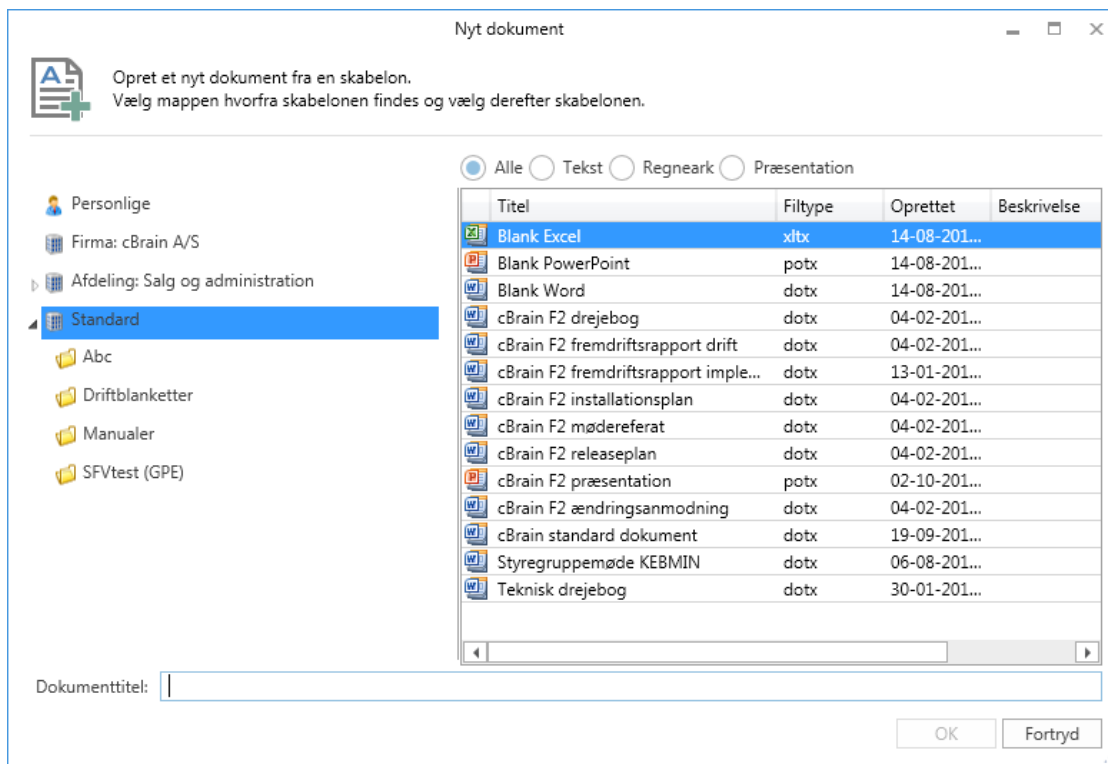 Nyt dokument
Opret et nyt dokument fra en skabelon.
Vælg mappen hvorfra skabelonen findes og vælg derefter skabelonen.
Alle Tekst Regneark Præsentation
Personlige
Firma: cBrain A/S
Afdeling: Salg og administration
Standard
Abc
Driftblanketter
Manualer
SFVtest (GPE)
Titel Filtype Oprettet Beskrivelse
Blank Excel xltx 14-08-201...
Blank PowerPoint potx 14-08-201...
Blank Word dotx 14-08-201...
cBrain F2 drejebog dotx 04-02-201...
cBrain F2 fremdriftsrapport drift dotx 04-02-201...
cBrain F2 fremdriftsrapport imple... dotx 13-01-201...
cBrain F2 installationsplan dotx 04-02-201...
cBrain F2 mødereferat dotx 04-02-201...
cBrain F2 releaseplan dotx 04-02-201...
cBrain F2 præsentation potx 02-10-201...
cBrain F2 ændringsanmodning dotx 04-02-201...
cBrain standard dokument dotx 19-09-201...
Styregruppemøde KEBMIN dotx 06-08-201...
Teknisk drejebog dotx 30-01-201...
Dokumenttitel:
OK Fortryd